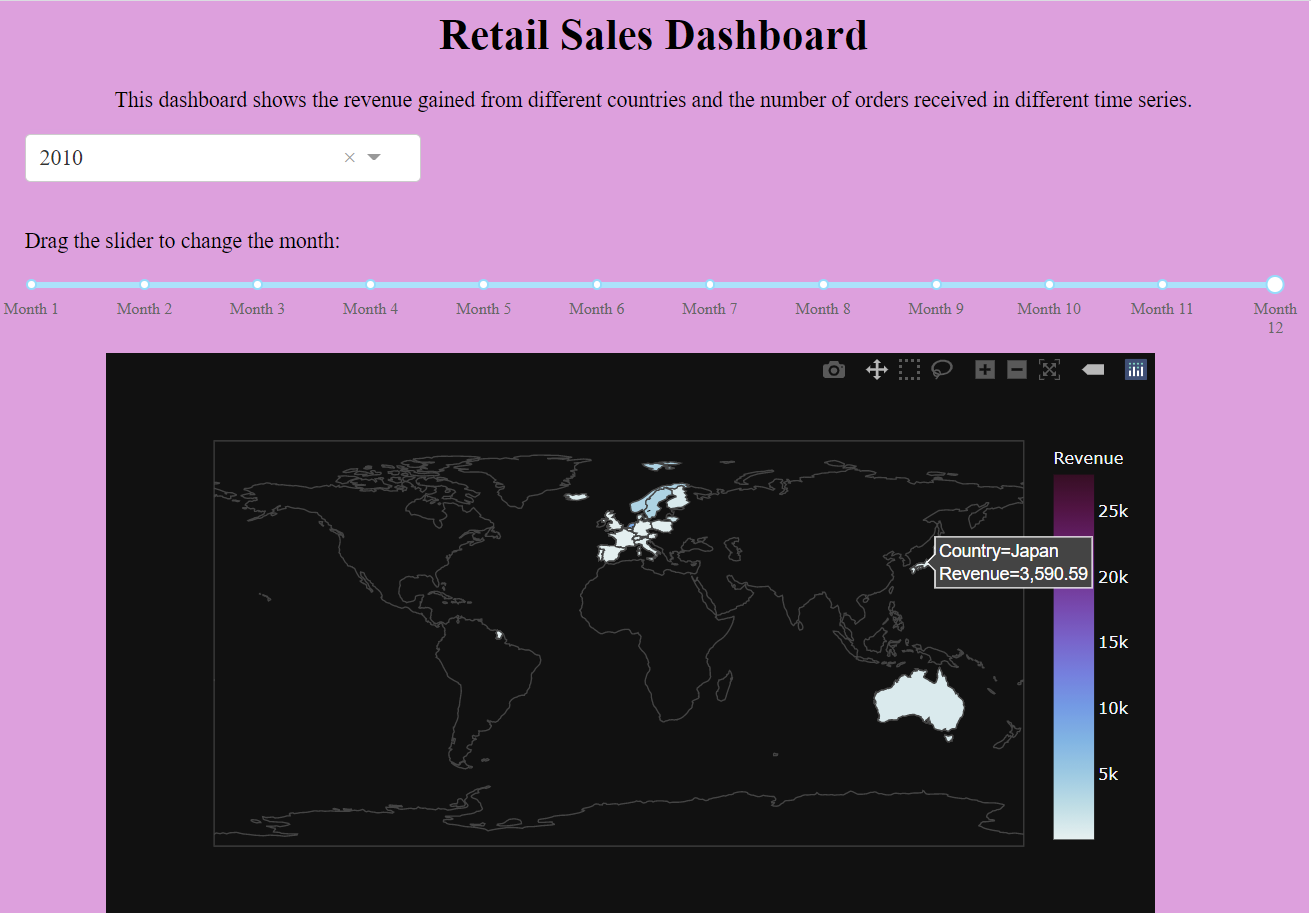 Retail Sales Dashboard
This dashboard shows the revenue gained from different countries and the number of orders received in different time series.
2010
Drag the slider to change the month:
Month 1 Month 2 Month 3 Month 4 Month 5 Month 6 Month 7 Month 8 Month 9 Month 10 Month 11 Month
12
Revenue
25k
Country=Japan
Revenue=3,590.59
20k
15k
10k
5k